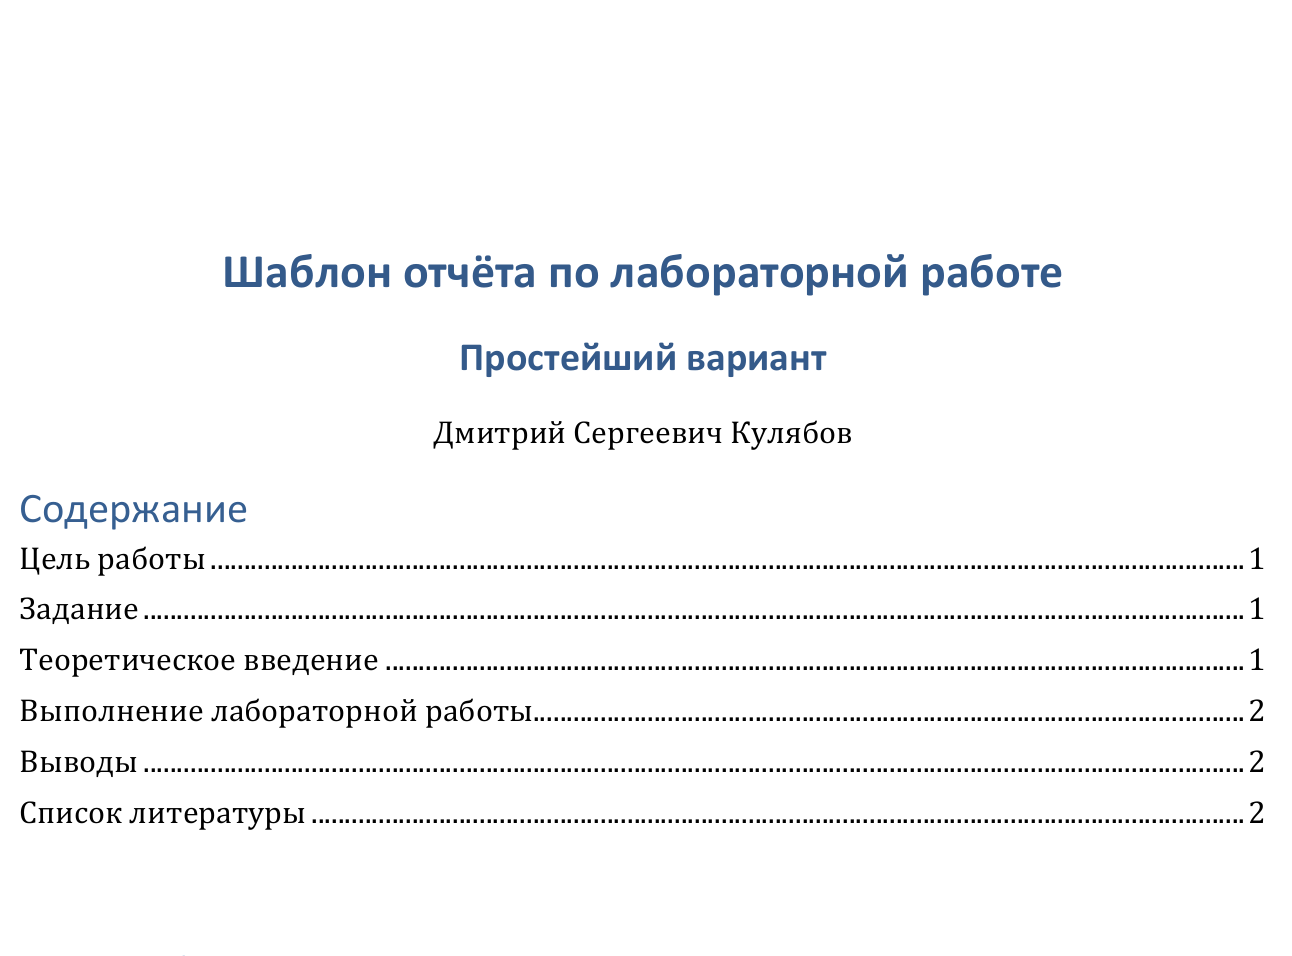 Шаблон отчёта по лабораторной работе
Простейший вариант
Дмитрий Сергеевич Кулябов
Содержание
Цель работы ........ 1
Задание ........ 1
Теоретическое введение ........ 1
Выполнение лабораторной работы ........ 2
Выводы ........ 2
Список литературы ........ 2